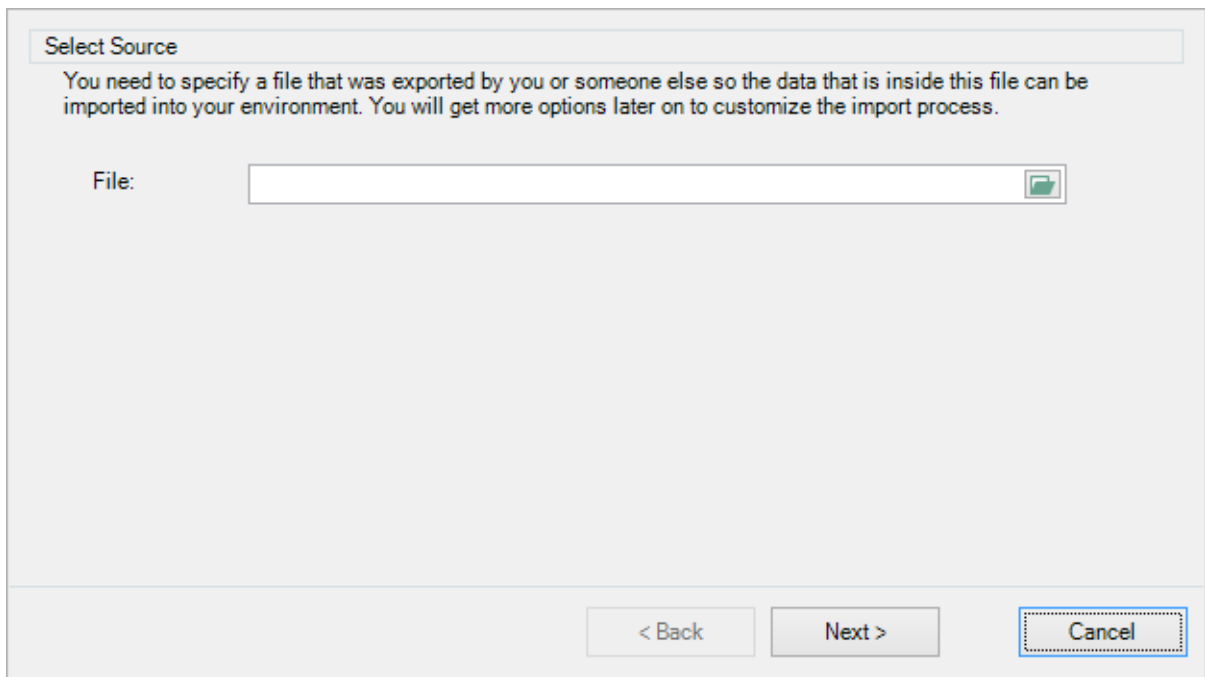 Select Source
You need to specify a file that was exported by you or someone else so the data that is inside this file can be
imported into your environment. You will get more options later on to customize the import process.
File:
< Back
Next >
Cancel